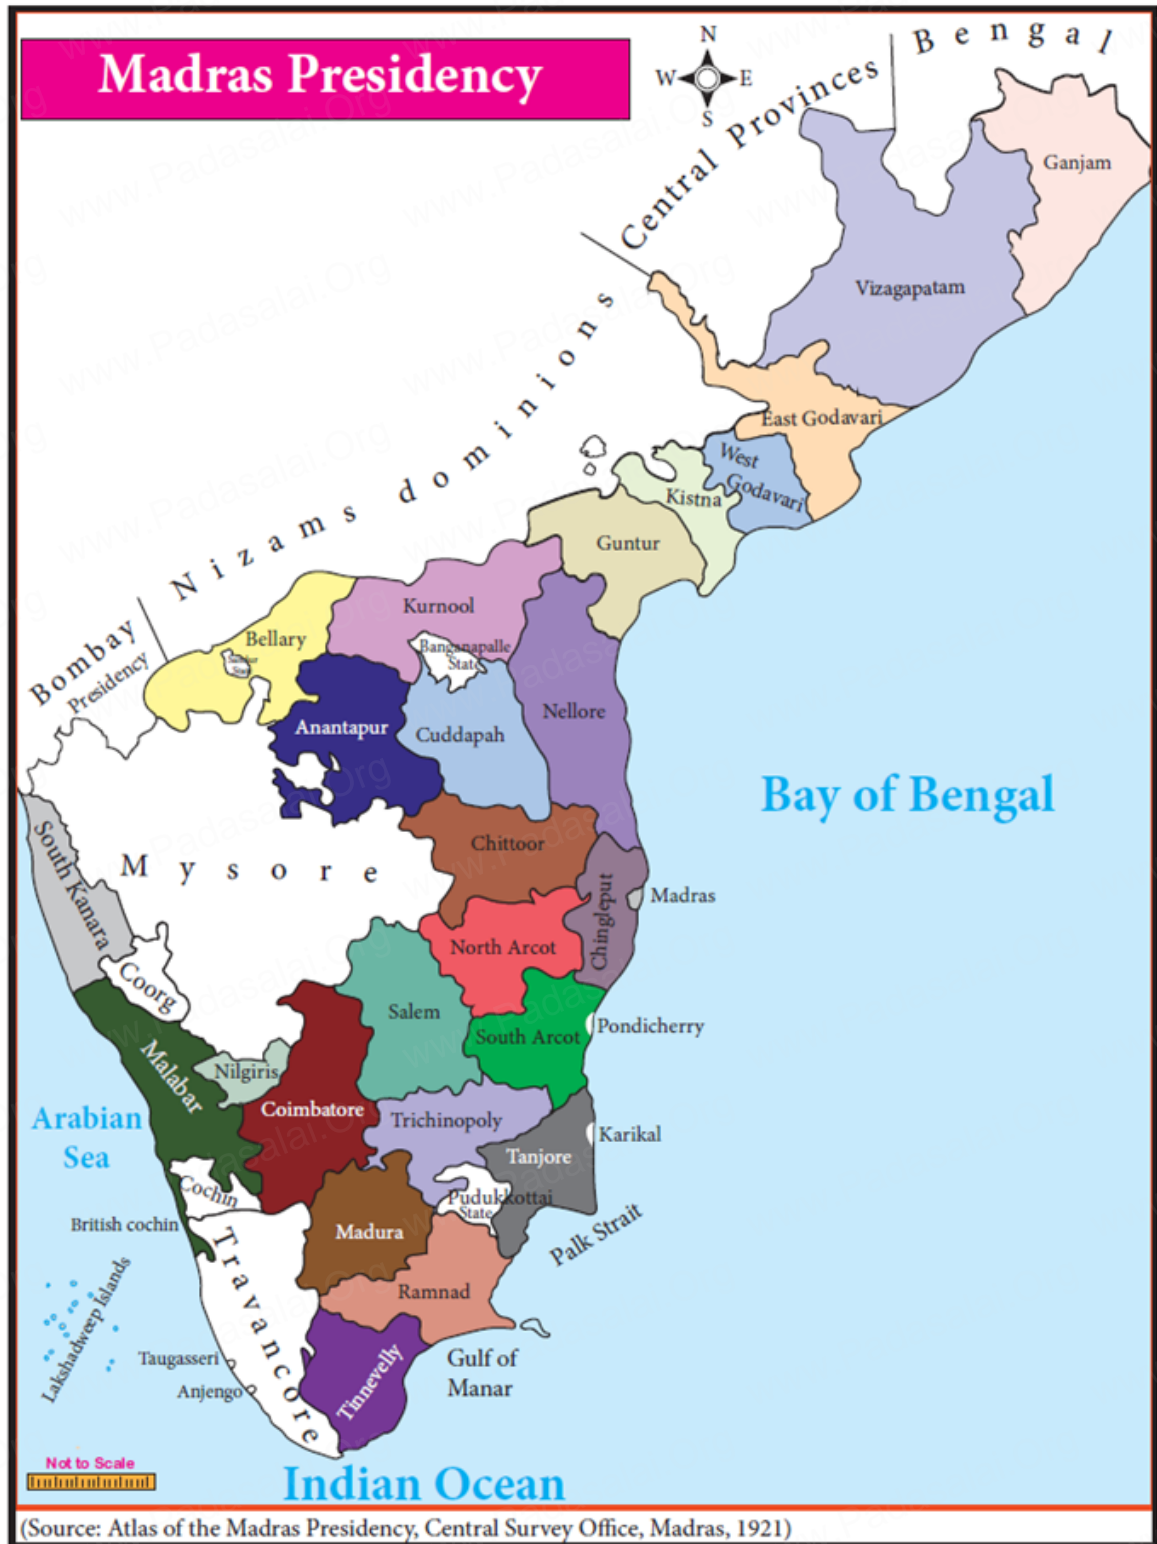 Madras Presidency
N
W
E
S
Bengal
Central Provinces
Ganjam
Vizagapatam
Nizams dominions
East Godavari
West
Godavari
Kistna
Guntur
Kurnool
Bombay
Presidency
Bellary
Banganapalle
State
Anantapur
Cuddapah
Nellore
Bay of Bengal
South Kanara
Mysore
Chittoor
Chingleput
Madras
North Arcot
Coorg
Salem
South Arcot
Pondicherry
Malabar
Nilgiris
Coimbatore
Trichinopoly
Arabian
Sea
Karikal
Tanjore
Cochin
Pudukkottai
State
British cochin
Travancore
Madura
Palk Strait
Lakshadweep Islands
Ramnad
Taugasseri
Anjengo
Tinnevelly
Gulf of
Manar
Not to Scale
Indian Ocean
(Source: Atlas of the Madras Presidency, Central Survey Office, Madras, 1921)
www.Padasalai.Org